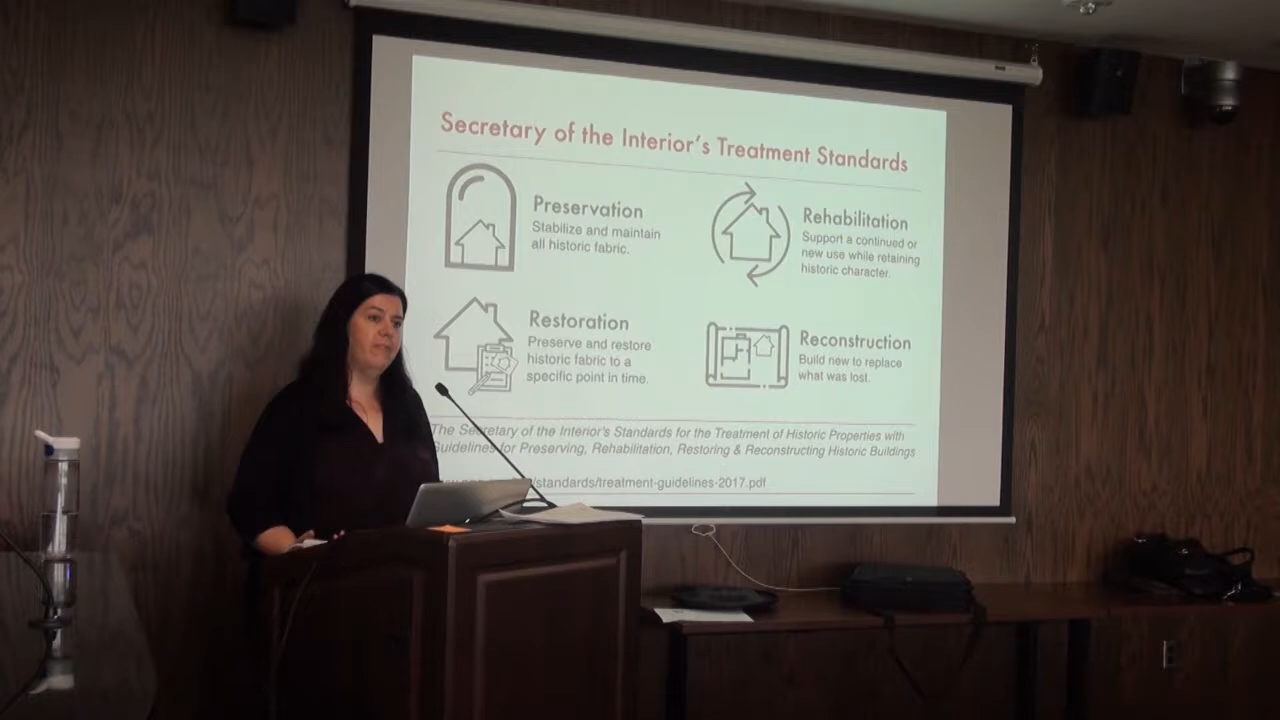 Secretary of the Interior's Treatment Standards
Preservation
Stabilize and maintain
all historic fabric.
Rehabilitation
Support a continued or
new use while retaining
historic character.
Restoration
Preserve and restore
historic fabric to a
specific point in time.
Reconstruction
Build new to replace
what was lost.
The Secretary of the Interior's Standards for the Treatment of Historic Properties with
Guidelines for Preserving, Rehabilitation, Restoring & Reconstructing Historic Buildings
/standards/treatment-guidelines-2017.pdf